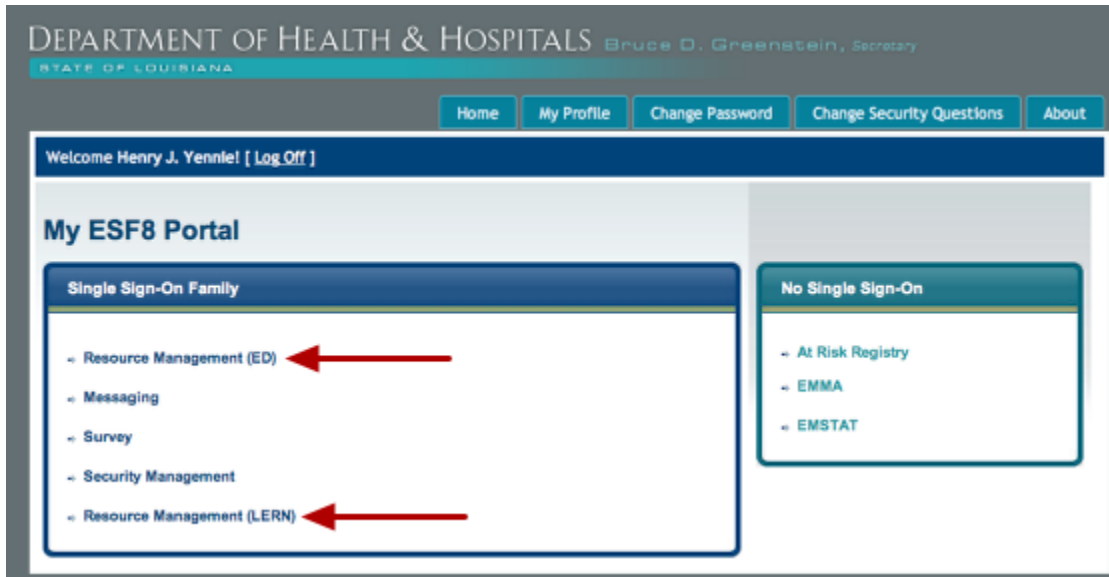 DEPARTMENT OF HEALTH & HOSPITALS Bruce D. Greenstein, Secretary
STATE OF LOUISIANA
Home My Profile Change Password Change Security Questions About
Welcome Henry J. Yennie! [ Log Off ]
My ESF8 Portal
Single Sign-On Family
Resource Management (ED)
Messaging
Survey
Security Management
Resource Management (LERN)
No Single Sign-On
At Risk Registry
EMMA
EMSTAT